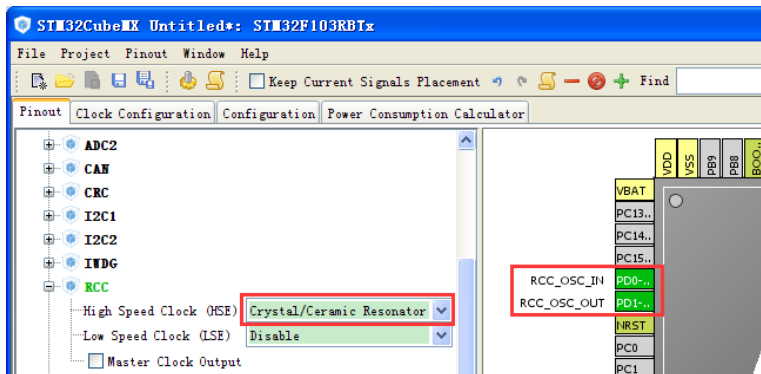 STM32CubeMX Untitled*: STM32F103RBTx
File Project Pinout Window Help
Keep Current Signals Placement Find
Pinout Clock Configuration Configuration Power Consumption Calculator
ADC2
CAN
CRC
I2C1
I2C2
IWDG
RCC
High Speed Clock (HSE) Crystal/Ceramic Resonator
Low Speed Clock (LSE) Disable
Master Clock Output
VDD
VSS
PB9
PB8
BOO..
VBAT
PC13..
PC14..
PC15..
RCC_OSC_IN PD0-..
RCC_OSC_OUT PD1-..
NRST
PC0
PC1